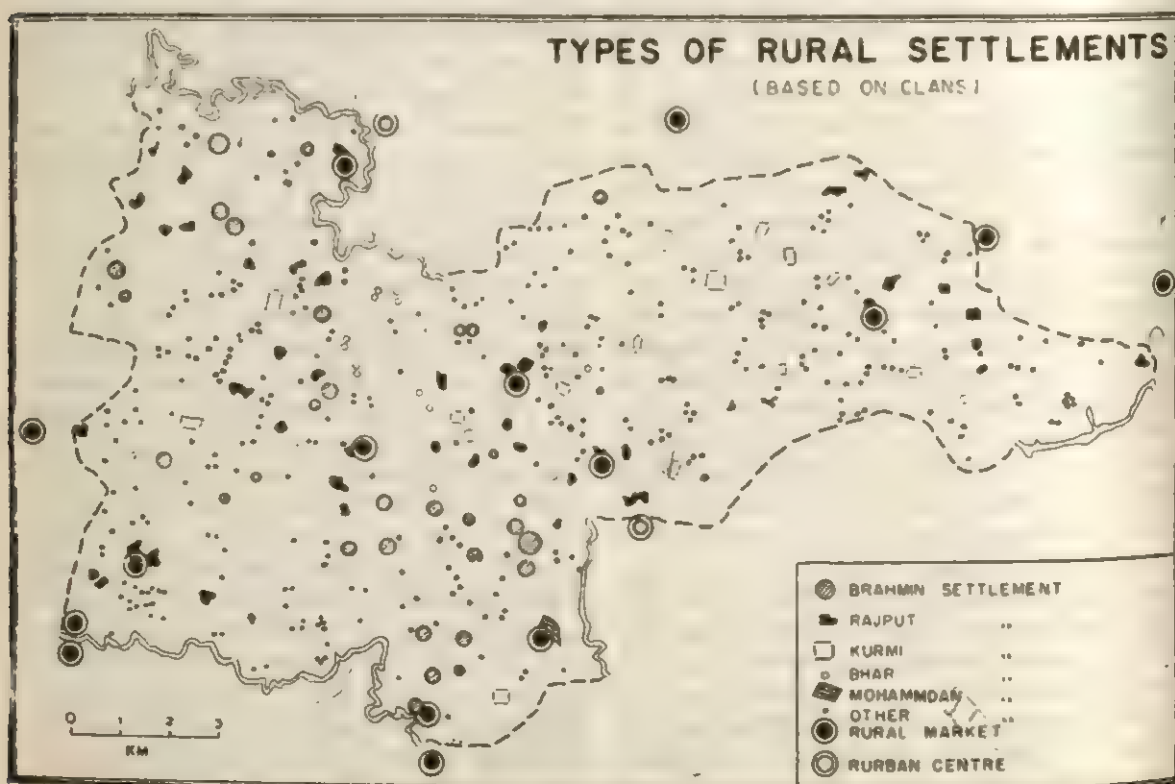 TYPES OF RURAL SETTLEMENTS
(BASED ON CLANS)
BRAHMIN SETTLEMENT
RAJPUT "
KURMI "
BHAR "
MOHAMMDAN "
OTHER "
RURAL MARKET
RURBAN CENTRE
0 1 2 3
KM